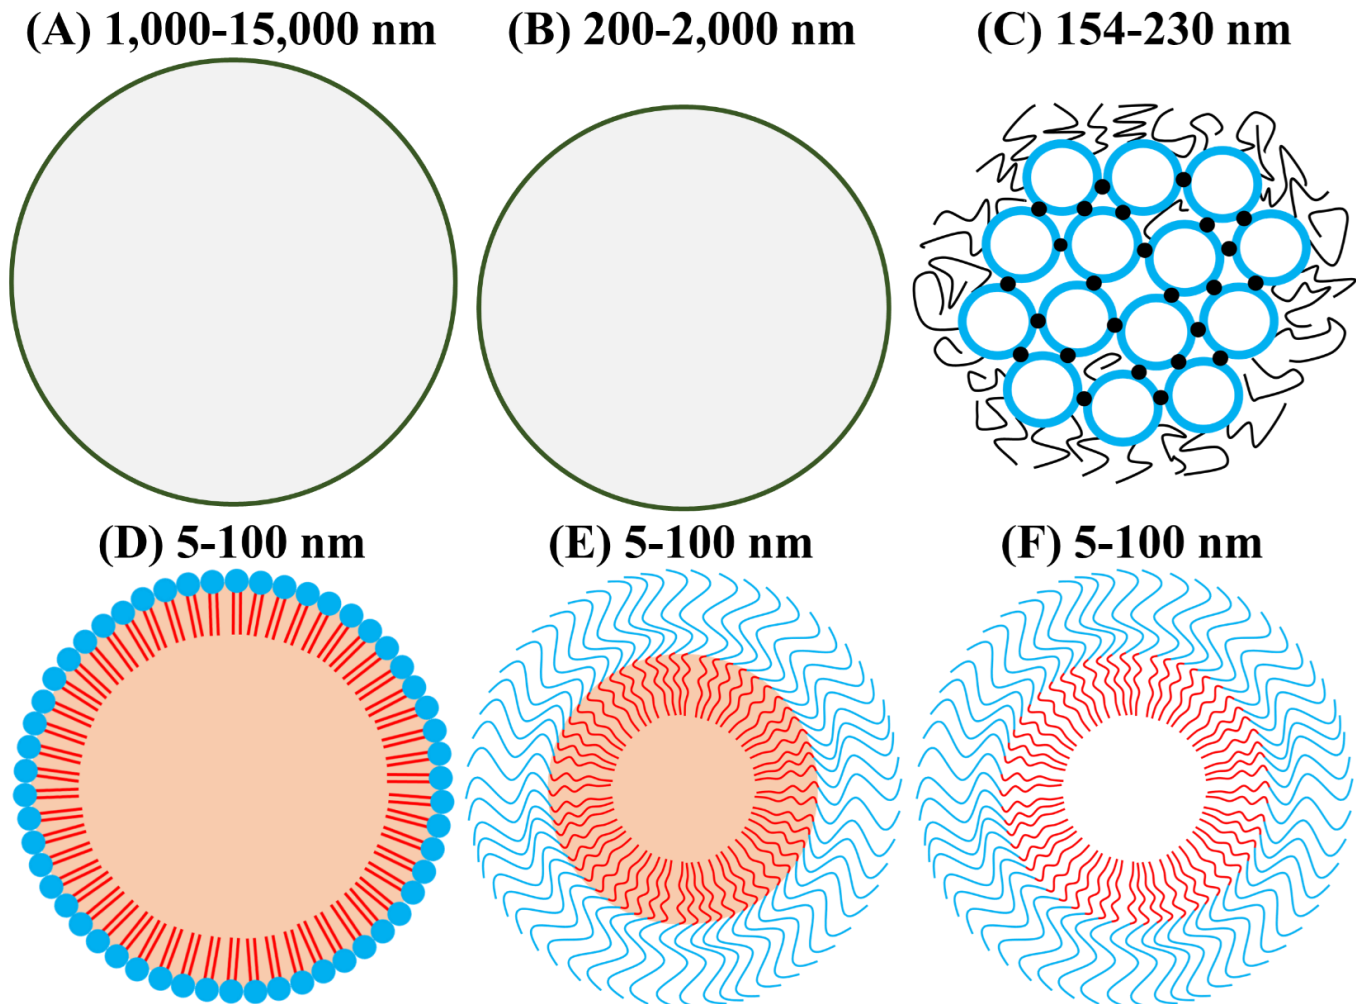 (A) 1,000-15,000 nm
(B) 200-2,000 nm
(C) 154-230 nm
(D) 5-100 nm
(E) 5-100 nm
(F) 5-100 nm